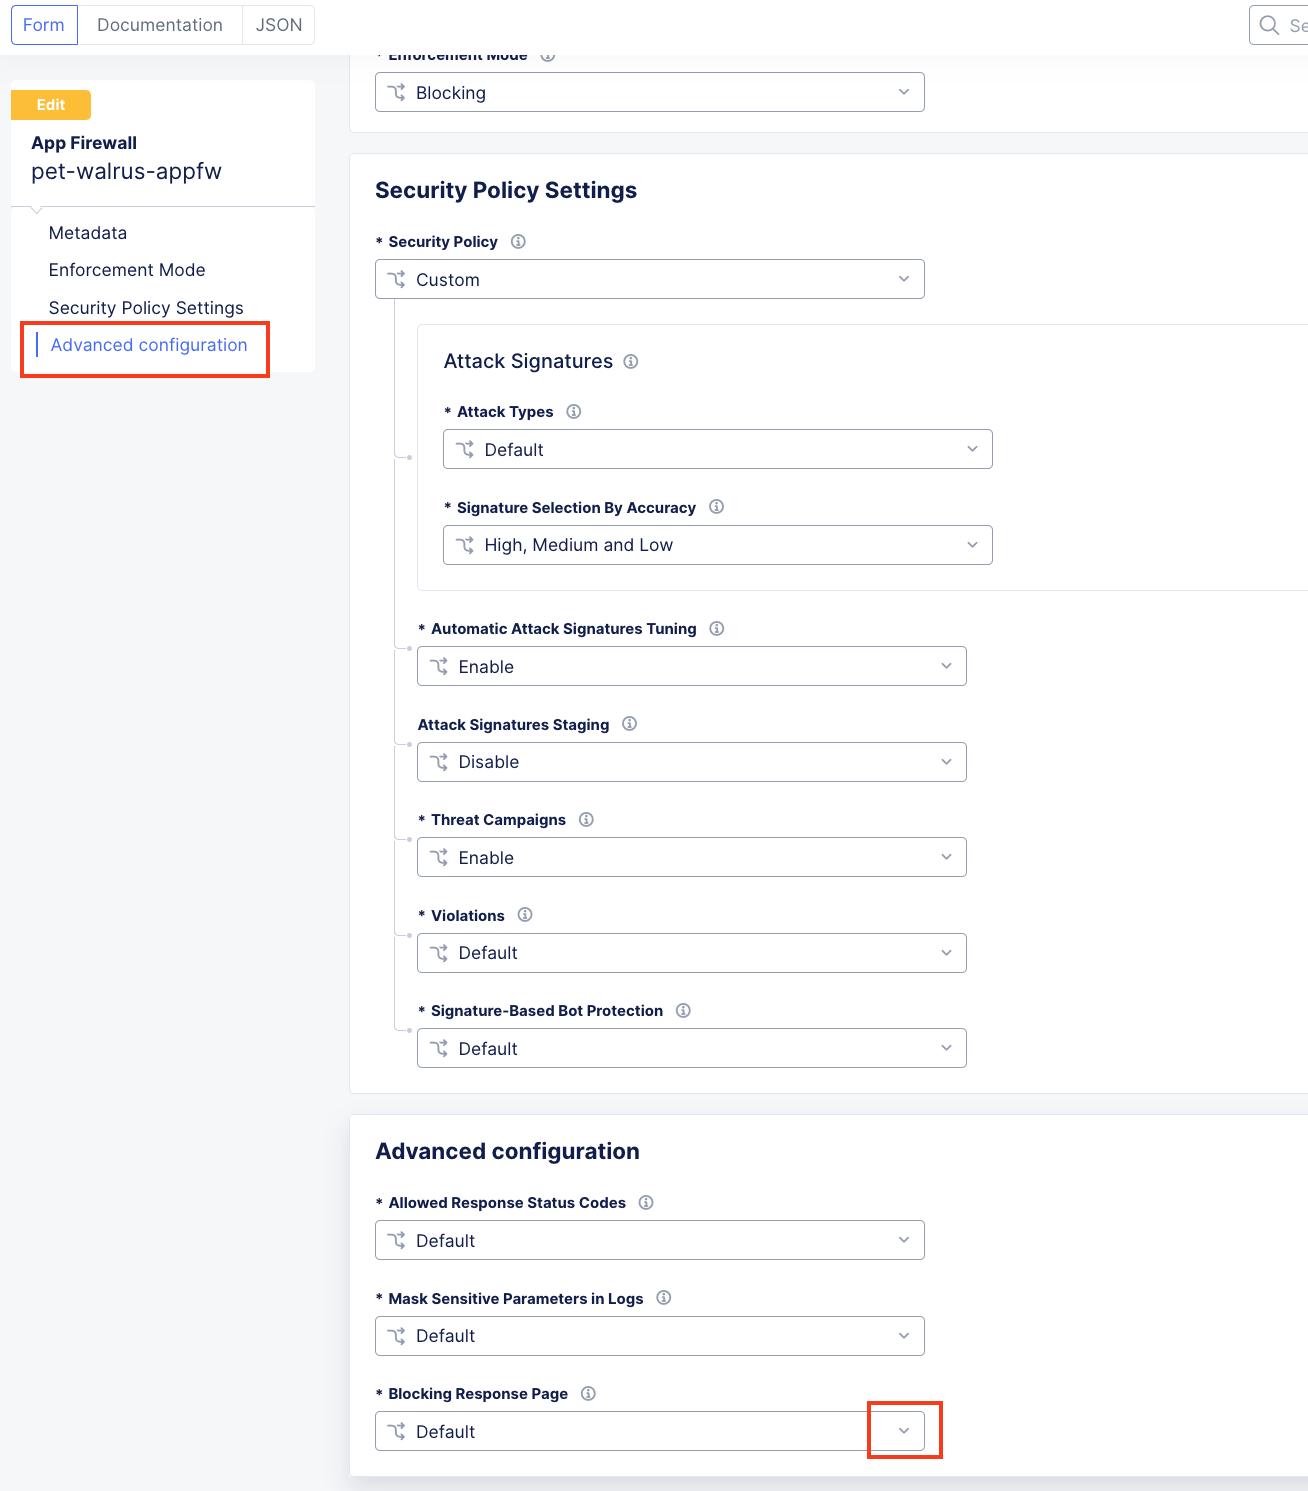 Form
Documentation
JSON
Se
Edit
App Firewall
pet-walrus-appfw
Metadata
Enforcement Mode
Security Policy Settings
Advanced configuration
* Enforcement Mode
Blocking
Security Policy Settings
* Security Policy
Custom
Attack Signatures
* Attack Types
Default
* Signature Selection By Accuracy
High, Medium and Low
* Automatic Attack Signatures Tuning
Enable
Attack Signatures Staging
Disable
* Threat Campaigns
Enable
* Violations
Default
* Signature-Based Bot Protection
Default
Advanced configuration
* Allowed Response Status Codes
Default
* Mask Sensitive Parameters in Logs
Default
* Blocking Response Page
Default